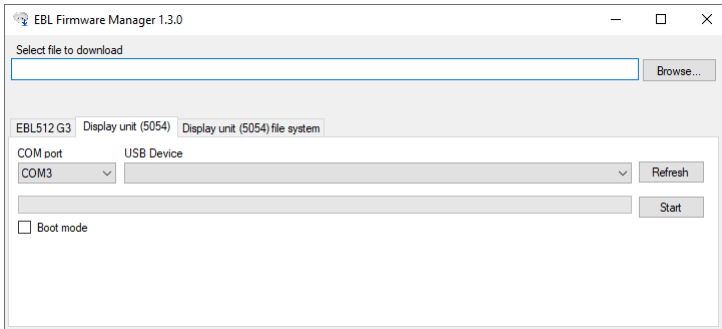 EBL Firmware Manager 1.3.0
Select file to download
Browse...
EBL512 G3 Display unit (5054) Display unit (5054) file system
COM port USB Device
COM3 Refresh
Start
Boot mode